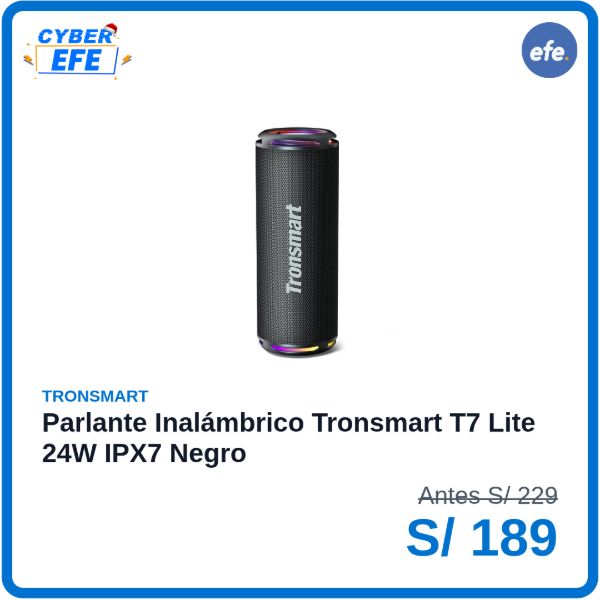 CYBER
EFE
efe.
Tronsmart
TRONSMART
Parlante Inalámbrico Tronsmart T7 Lite
24W IPX7 Negro
Antes S/ 229
S/ 189